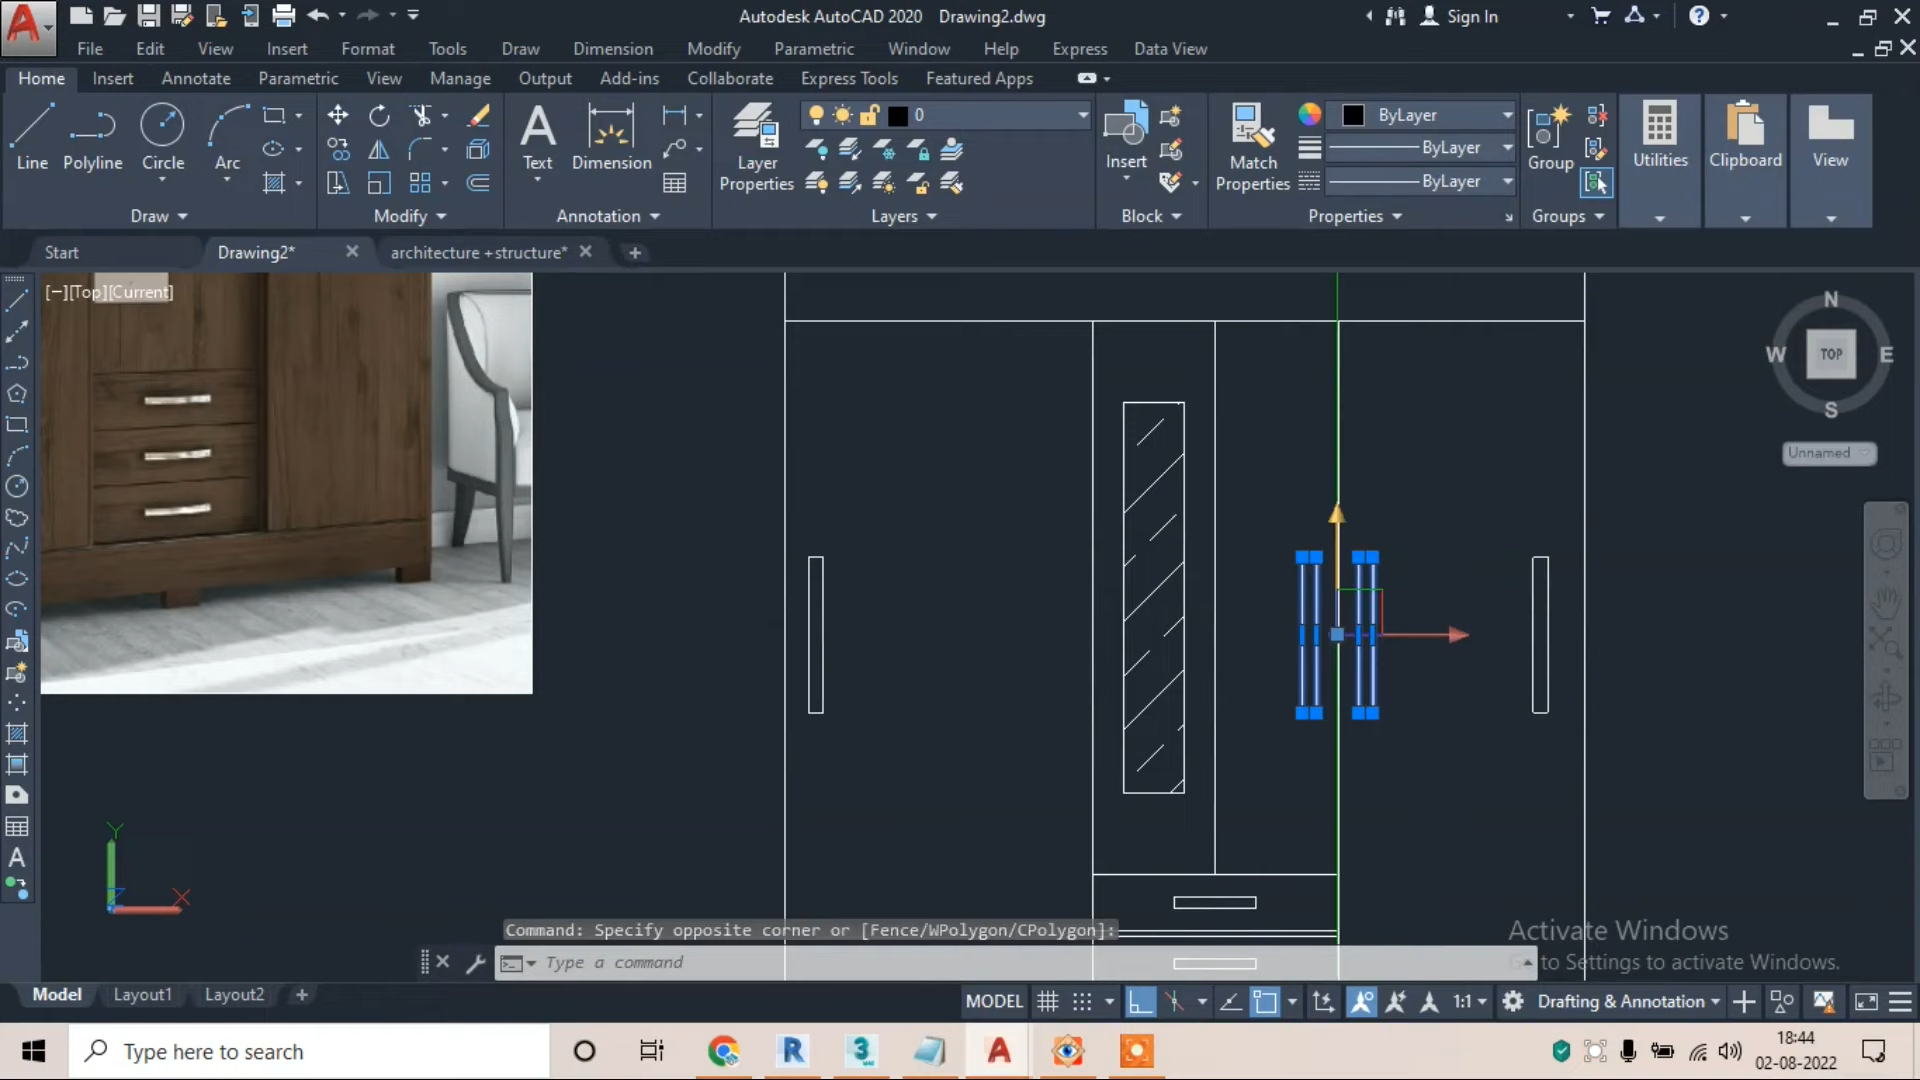 Autodesk AutoCAD 2020 Drawing2.dwg
Sign In
File Edit View Insert Format Tools Draw Dimension Modify Parametric Window Help Express Data View
Home Insert Annotate Parametric View Manage Output Add-ins Collaborate Express Tools Featured Apps
0
ByLayer
ByLayer
ByLayer
Line Polyline Circle Arc
Text Dimension
Layer Properties
Insert
Match Properties
Group
Utilities Clipboard View
Draw Modify Annotation Layers Block Properties Groups
Start Drawing2* architecture +structure*
[−][Top][Current]
N
W TOP E
S
Unnamed
Y
Z
X
Command: Specify opposite corner or [Fence/WPolygon/CPolygon]:
Type a command
Activate Windows
to Settings to activate Windows.
Model Layout1 Layout2
MODEL 1:1 Drafting & Annotation
Type here to search
18:44
02-08-2022